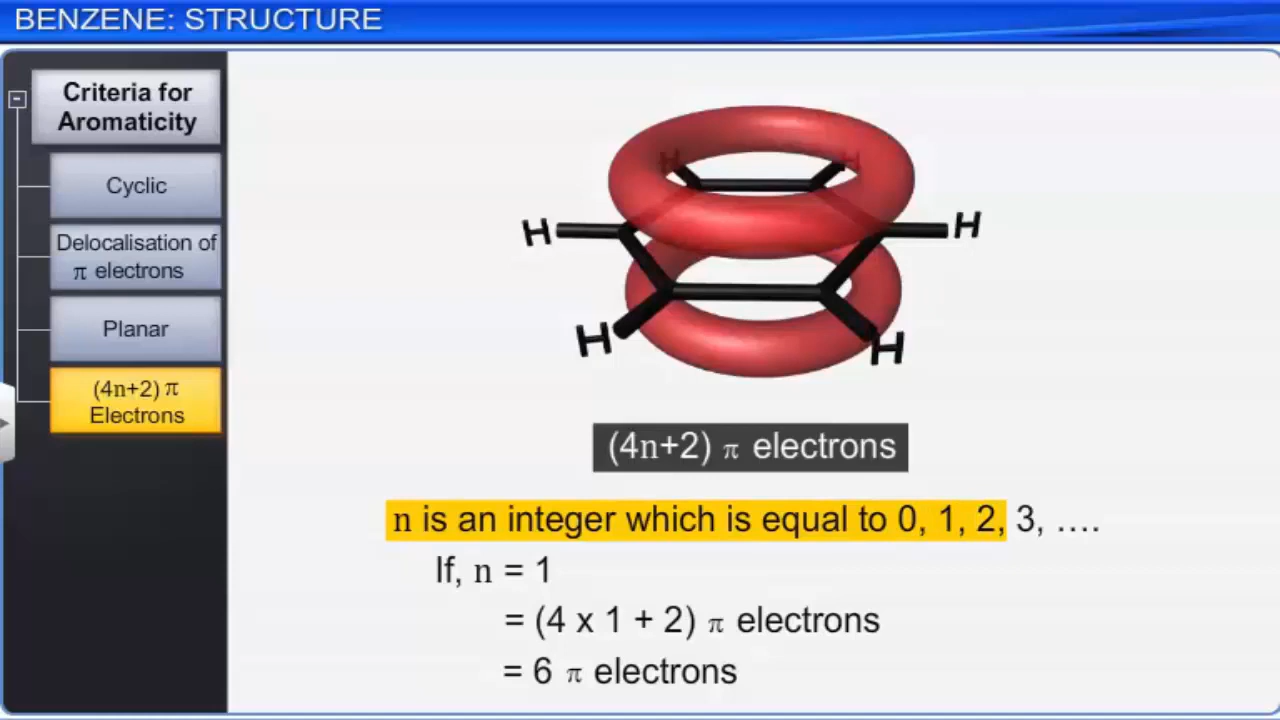 BENZENE: STRUCTURE
Criteria for
Aromaticity
Cyclic
Delocalisation of
π electrons
Planar
(4n+2) π
Electrons
H H
H H
H H
(4n+2) π electrons
n is an integer which is equal to 0, 1, 2, 3, ....
If, n = 1
= (4 x 1 + 2) π electrons
= 6 π electrons